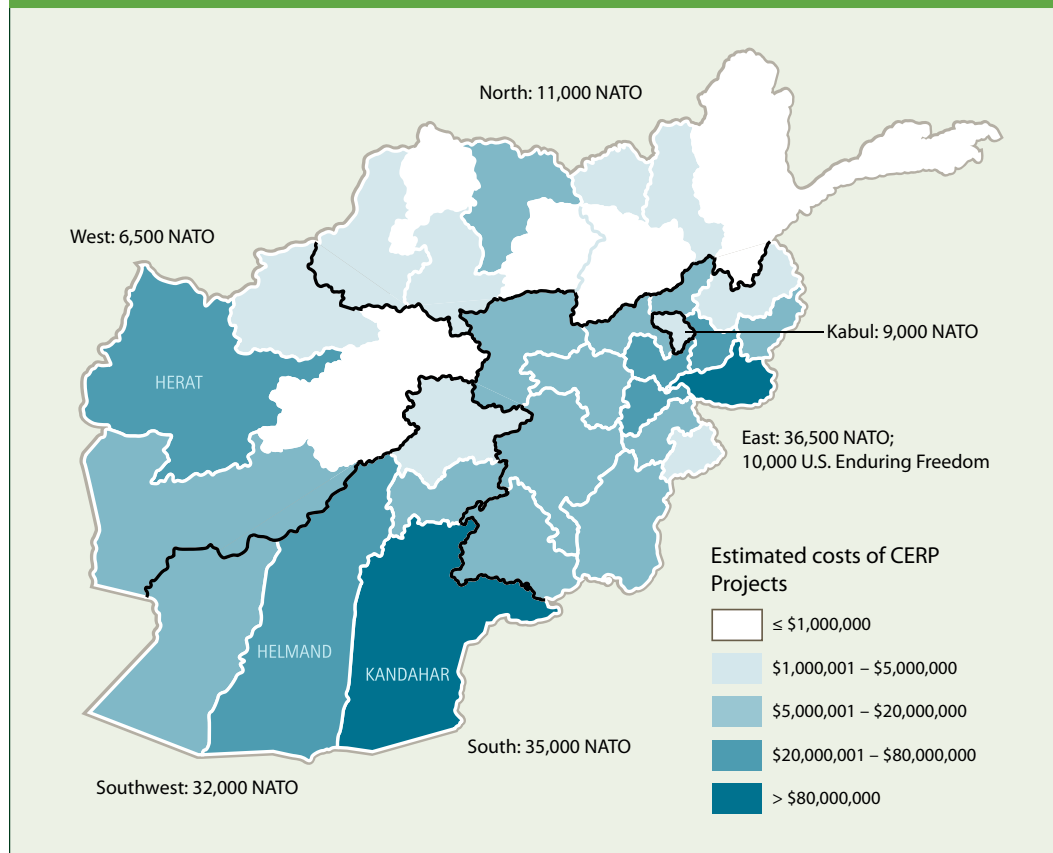 North: 11,000 NATO
West: 6,500 NATO
Kabul: 9,000 NATO
HERAT
East: 36,500 NATO;
10,000 U.S. Enduring Freedom
HELMAND
KANDAHAR
South: 35,000 NATO
Southwest: 32,000 NATO
Estimated costs of CERP
Projects
≤ $1,000,000
$1,000,001 – $5,000,000
$5,000,001 – $20,000,000
$20,000,001 – $80,000,000
> $80,000,000